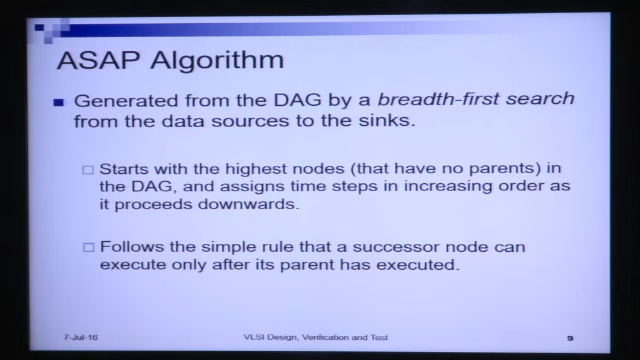 ASAP Algorithm
Generated from the DAG by a breadth-first search
from the data sources to the sinks.
Starts with the highest nodes (that have no parents) in
the DAG, and assigns time steps in increasing order as
it proceeds downwards.
Follows the simple rule that a successor node can
execute only after its parent has executed.
7-Jul-16
VLSI Design, Verification and Test
9